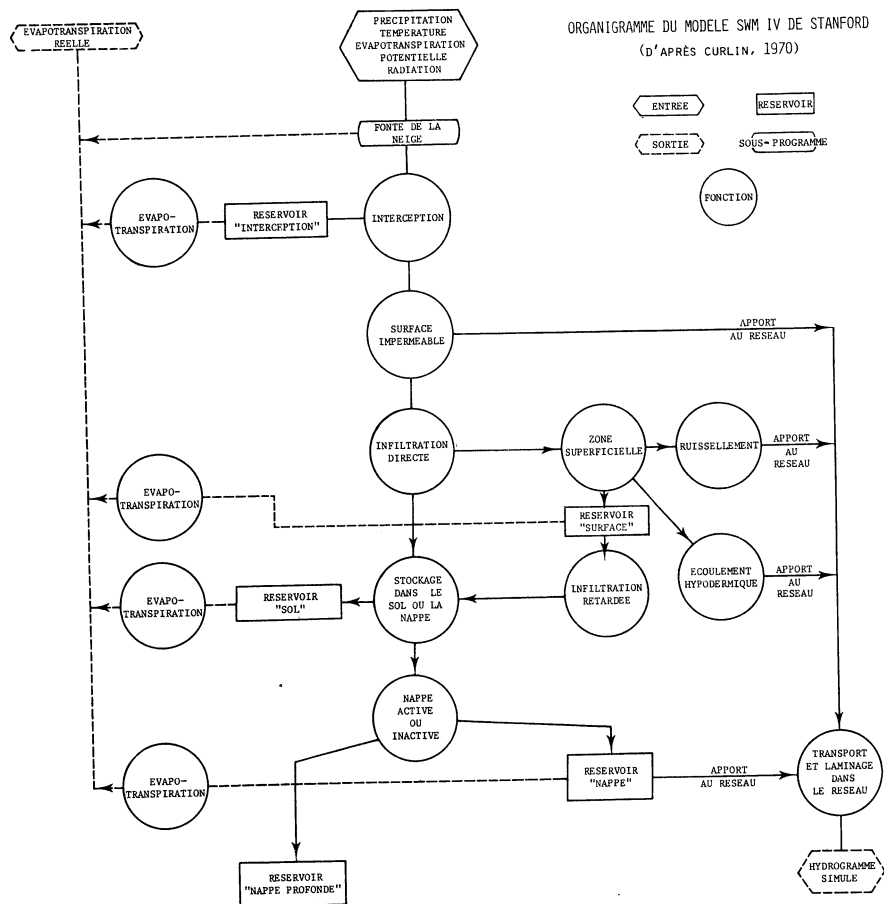 ORGANIGRAMME DU MODELE SWM IV DE STANFORD
(D'APRÈS CURLIN, 1970)
EVAPOTRANSPIRATION
REELLE
PRECIPITATION
TEMPERATURE
EVAPOTRANSPIRATION
POTENTIELLE
RADIATION
ENTREE
RESERVOIR
SORTIE
SOUS-PROGRAMME
FONCTION
FONTE DE LA
NEIGE
EVAPO-
TRANSPIRATION
RESERVOIR
"INTERCEPTION"
INTERCEPTION
SURFACE
IMPERMEABLE
APPORT
AU RESEAU
INFILTRATION
DIRECTE
ZONE
SUPERFICIELLE
RUISSELLEMENT
APPORT
AU
RESEAU
EVAPO-
TRANSPIRATION
RESERVOIR
"SURFACE"
ECOULEMENT
HYPODERMIQUE
APPORT
AU
RESEAU
EVAPO-
TRANSPIRATION
RESERVOIR
"SOL"
STOCKAGE
DANS LE
SOL OU LA
NAPPE
INFILTRATION
RETARDEE
NAPPE
ACTIVE
OU
INACTIVE
EVAPO-
TRANSPIRATION
RESERVOIR
"NAPPE"
APPORT
AU RESEAU
TRANSPORT
ET LAMINAGE
DANS
LE RESEAU
RESERVOIR
"NAPPE PROFONDE"
HYDROGRAMME
SIMULE